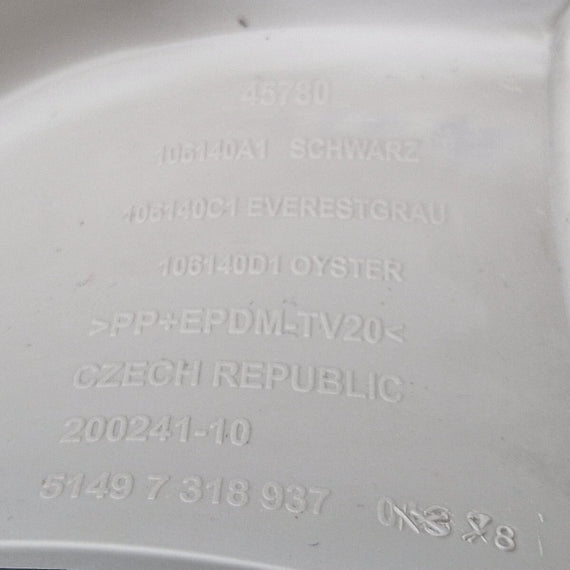 45780
106140A1 SCHWARZ
106140C1 EVERESTGRAU
106140D1 OYSTER
>PP+EPDM-TV20<
CZECH REPUBLIC
200241-10
5149 7 318 937